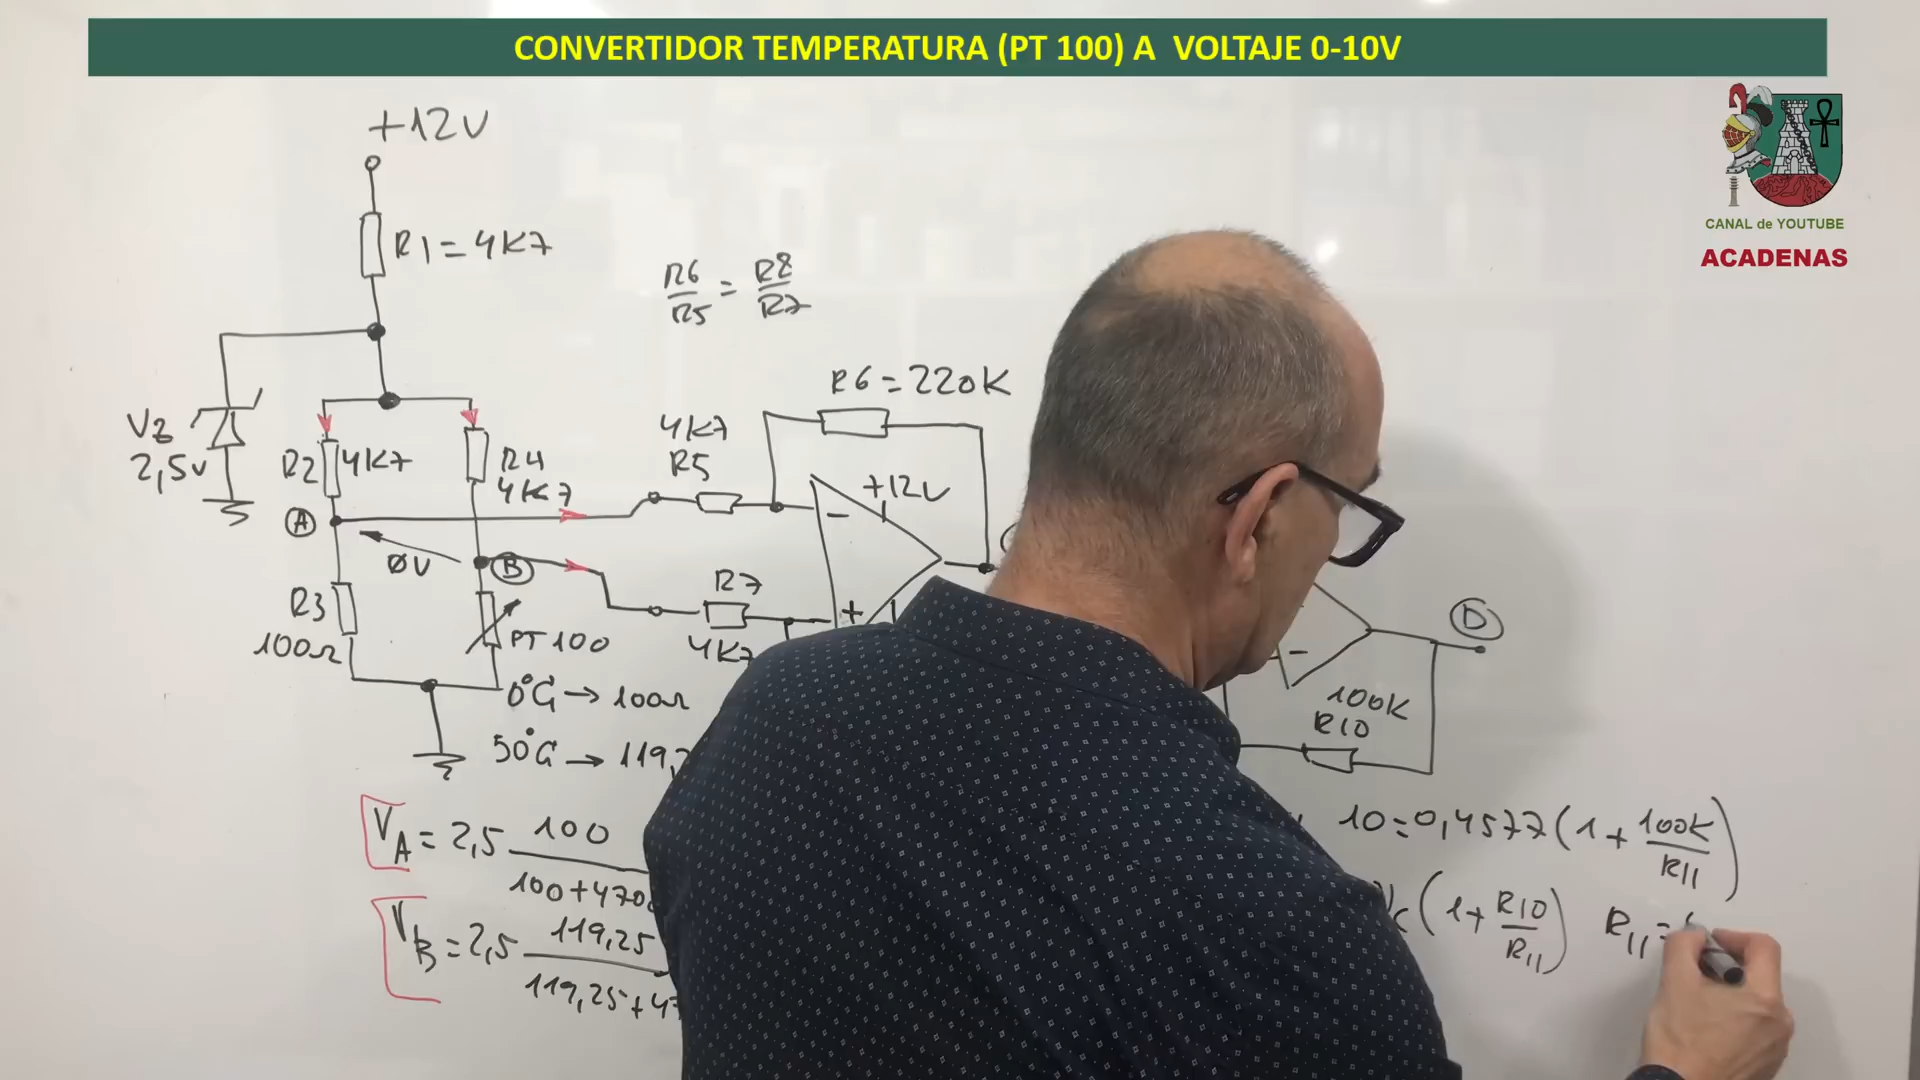 CONVERTIDOR TEMPERATURA (PT 100) A VOLTAJE 0-10V
CANAL de YOUTUBE
ACADENAS
+12V
R1=4K7
R6/R5 = R8/R7
R6=220K
Vz
2,5V
R2 4K7
R4
4K7
4K7
R5
+12V
-
A
ØV
B
R7
4K7
+
R3
100Ω
PT 100
0°C → 100Ω
50°C → 119,
D
-
100K
R10
VA = 2,5 100 / 100+470
VB = 2,5 119,25 / 119,25+47
10=0,4577(1+100K/R11)
(1+R10/R11)
R11=